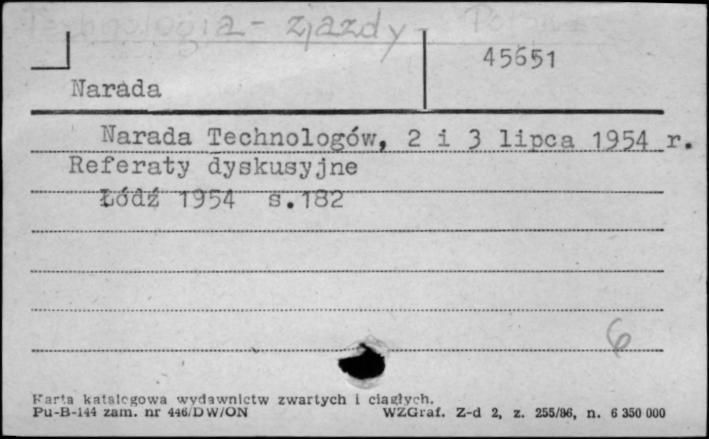 Technologia - zjazdy - Polska
45651
Narada
Narada Technologów, 2 i 3 lipca 1954 r.
Referaty dyskusyjne
Łódź 1954 s.182
6
Karta katalogowa wydawnictw zwartych i ciągłych.
Pu-B-144 zam. nr 446/DW/ON WZGraf. Z-d 2, z. 255/86, n. 6 350 000